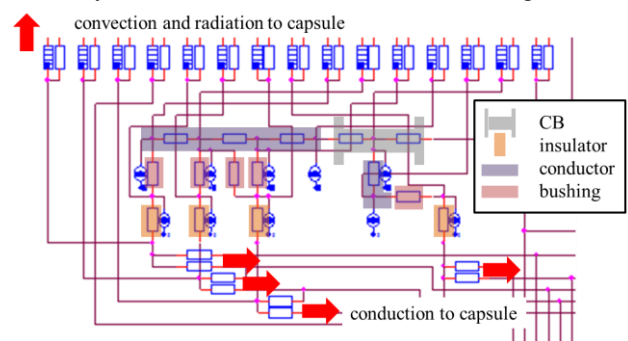 convection and radiation to capsule
CB
insulator
conductor
bushing
conduction to capsule